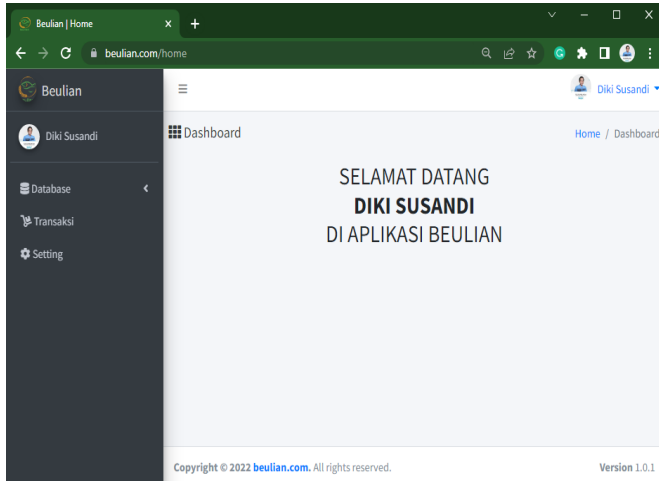 Beulian | Home
beulian.com/home
Beulian
Diki Susandi
Diki Susandi
Dashboard
Home / Dashboard
Database
Transaksi
Setting
SELAMAT DATANG
DIKI SUSANDI
DI APLIKASI BEULIAN
Copyright © 2022 beulian.com. All rights reserved.
Version 1.0.1